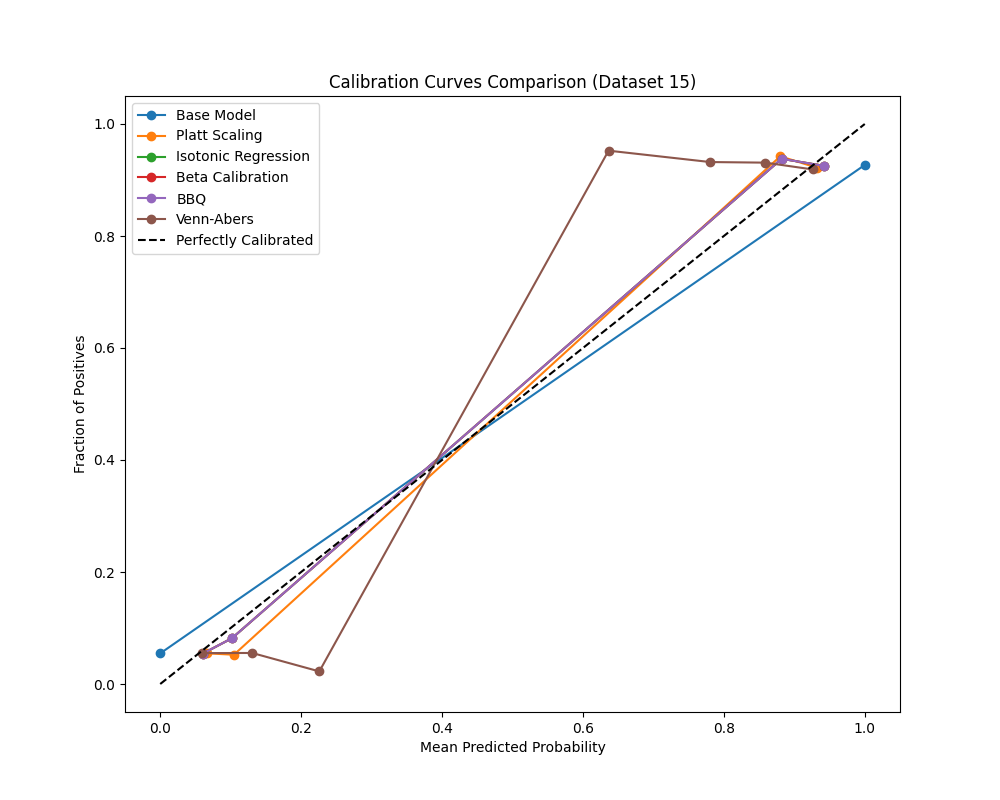 Calibration Curves Comparison (Dataset 15)
Base Model
Platt Scaling
Isotonic Regression
Beta Calibration
BBQ
Venn-Abers
Perfectly Calibrated
1.0
0.8
0.6
0.4
0.2
0.0
Fraction of Positives
0.0 0.2 0.4 0.6 0.8 1.0
Mean Predicted Probability